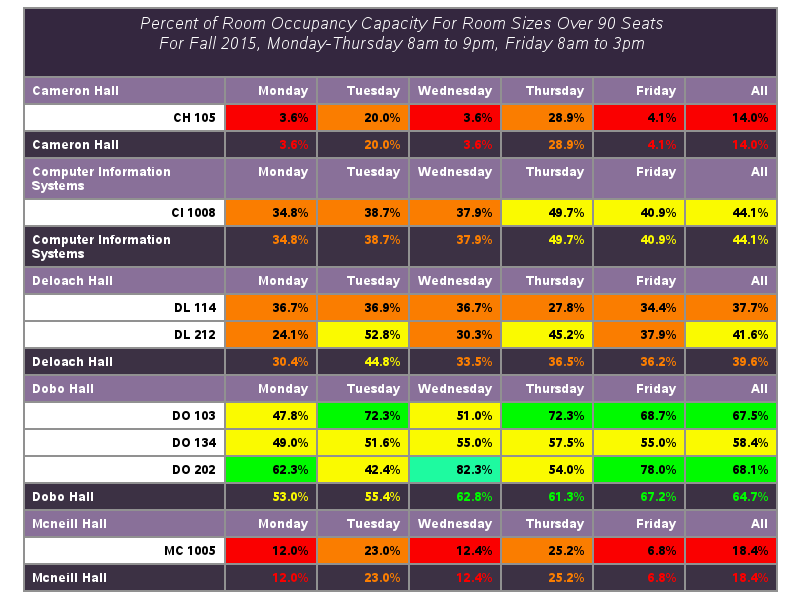 Percent of Room Occupancy Capacity For Room Sizes Over 90 Seats
For Fall 2015, Monday-Thursday 8am to 9pm, Friday 8am to 3pm
Cameron Hall Monday Tuesday Wednesday Thursday Friday All
CH 105 3.6% 20.0% 3.6% 28.9% 4.1% 14.0%
Cameron Hall 3.6% 20.0% 3.6% 28.9% 4.1% 14.0%
Computer Information Monday Tuesday Wednesday Thursday Friday All
Systems
CI 1008 34.8% 38.7% 37.9% 49.7% 40.9% 44.1%
Computer Information 34.8% 38.7% 37.9% 49.7% 40.9% 44.1%
Systems
Deloach Hall Monday Tuesday Wednesday Thursday Friday All
DL 114 36.7% 36.9% 36.7% 27.8% 34.4% 37.7%
DL 212 24.1% 52.8% 30.3% 45.2% 37.9% 41.6%
Deloach Hall 30.4% 44.8% 33.5% 36.5% 36.2% 39.6%
Dobo Hall Monday Tuesday Wednesday Thursday Friday All
DO 103 47.8% 72.3% 51.0% 72.3% 68.7% 67.5%
DO 134 49.0% 51.6% 55.0% 57.5% 55.0% 58.4%
DO 202 62.3% 42.4% 82.3% 54.0% 78.0% 68.1%
Dobo Hall 53.0% 55.4% 62.8% 61.3% 67.2% 64.7%
Mcneill Hall Monday Tuesday Wednesday Thursday Friday All
MC 1005 12.0% 23.0% 12.4% 25.2% 6.8% 18.4%
Mcneill Hall 12.0% 23.0% 12.4% 25.2% 6.8% 18.4%